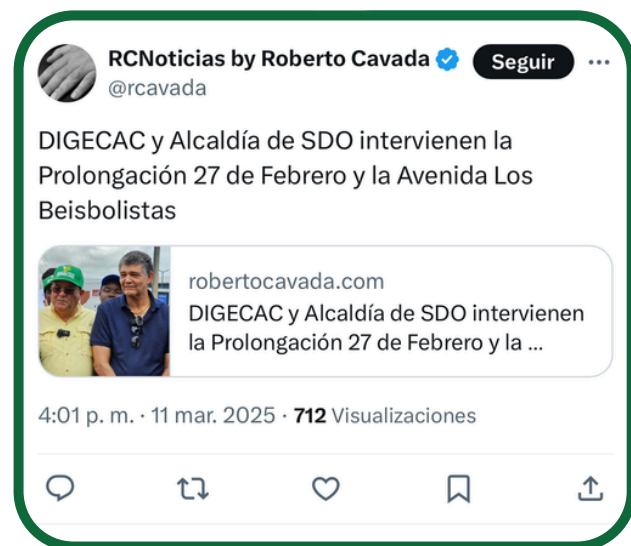 RCNoticias by Roberto Cavada
Seguir
@rcavada
DIGECAC y Alcaldía de SDO intervienen la
Prolongación 27 de Febrero y la Avenida Los
Beisbolistas
robertocavada.com
DIGECAC y Alcaldía de SDO intervienen
la Prolongación 27 de Febrero y la ...
4:01 p. m. · 11 mar. 2025 · 712 Visualizaciones